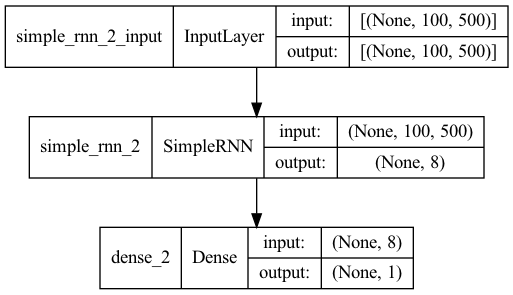 simple_rnn_2_input InputLayer input: [(None, 100, 500)]
output: [(None, 100, 500)]
simple_rnn_2 SimpleRNN input: (None, 100, 500)
output: (None, 8)
dense_2 Dense input: (None, 8)
output: (None, 1)